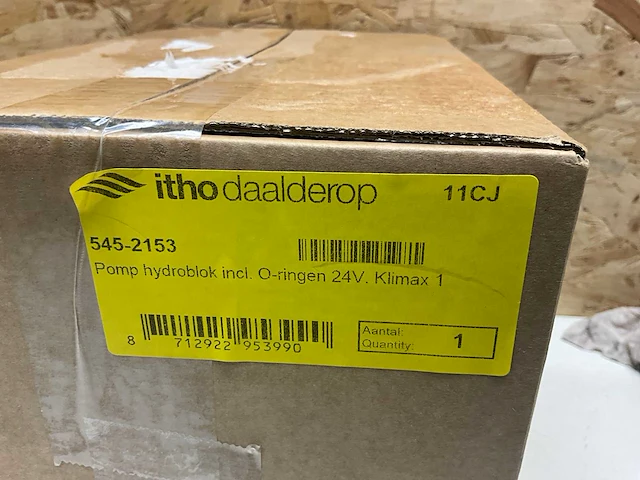 itho daalderop 11CJ
545-2153
Pomp hydroblok incl. O-ringen 24V. Klimax 1
8 712922 953990
Aantal:
Quantity: 1